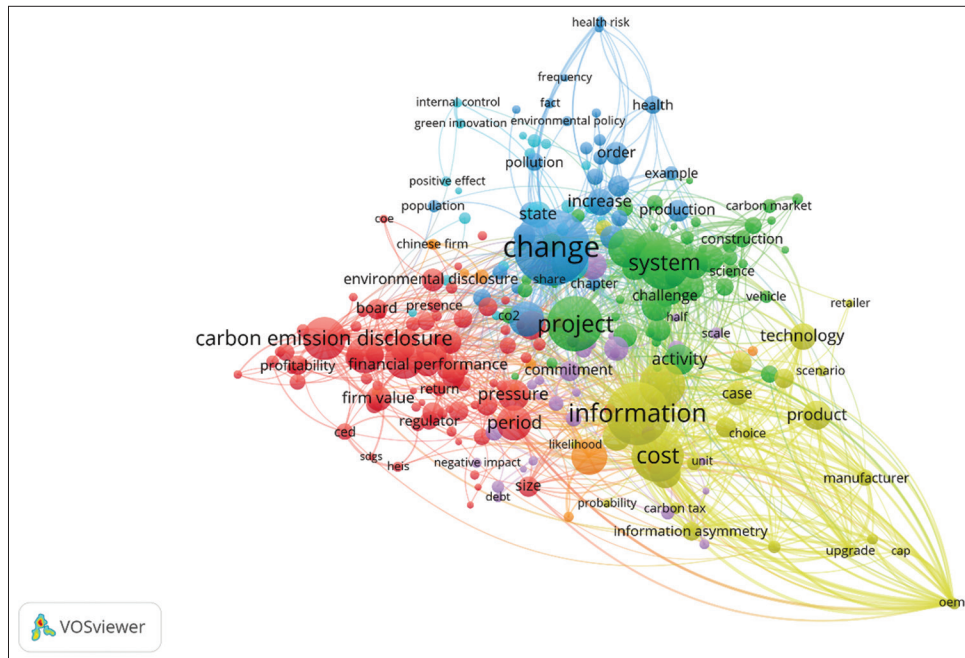 health risk
frequency
internal control
fact
health
green innovation
environmental policy
pollution
order
positive effect
example
population
state
increase
production
carbon market
coe
chinese firm
change
construction
system
environmental disclosure
share
chapter
science
board
presence
challenge
vehicle
co2
half
retailer
carbon emission disclosure
project
scale
technology
profitability
financial performance
commitment
activity
scenario
return
firm value
pressure
case
information
product
regulator
period
ced
choice
likelihood
sdgs
heis
negative impact
cost
unit
size
manufacturer
debt
probability
carbon tax
information asymmetry
upgrade
cap
oem
VOSviewer